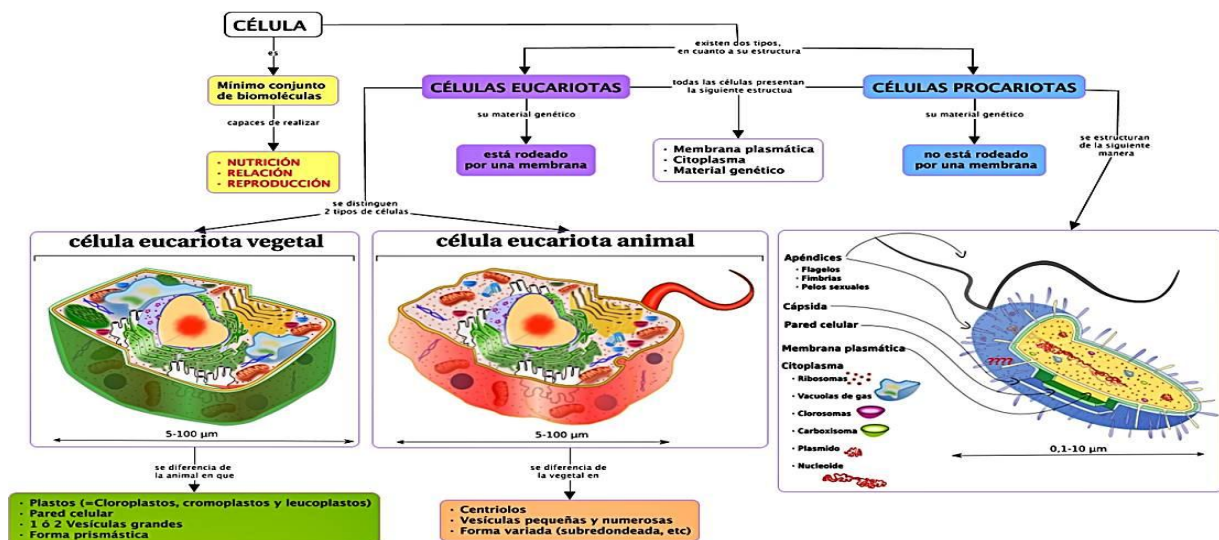 CÉLULA
es
Mínimo conjunto
de biomoléculas
capaces de realizar
· NUTRICIÓN
· RELACIÓN
· REPRODUCCIÓN
existen dos tipos,
en cuanto a su estructura
CÉLULAS EUCARIOTAS
todas las células presentan
la siguiente estructua
CÉLULAS PROCARIOTAS
su material genético
está rodeado
por una membrana
· Membrana plasmática
· Citoplasma
· Material genético
su material genético
no está rodeado
por una membrana
se estructuran
de la siguiente
manera
se distinguen
2 tipos de células
célula eucariota vegetal
5-100 µm
se diferencia de
la animal en que
· Plastos (=Cloroplastos, cromoplastos y leucoplastos)
· Pared celular
· 1 ó 2 Vesículas grandes
· Forma prismástica
célula eucariota animal
5-100 µm
se diferencia de
la vegetal en
· Centriolos
· Vesículas pequeñas y numerosas
· Forma variada (subredondeada, etc)
Apéndices
· Flagelos
· Fimbrias
· Pelos sexuales
Cápsida
Pared celular
Membrana plasmática
Citoplasma
· Ribosomas
· Vacuolas de gas
· Clorosomas
· Carboxisoma
· Plasmido
· Nucleoide
0,1-10 µm